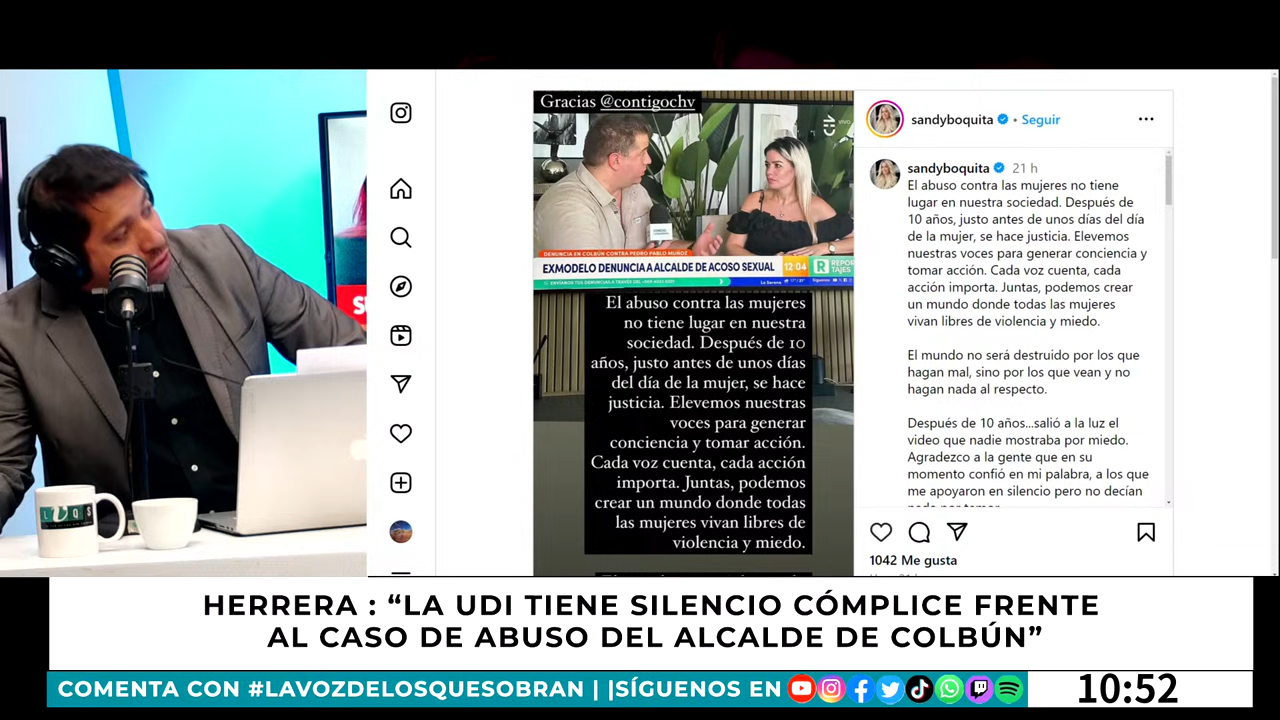 Gracias @contigochv
VIVO
DENUNCIA EN COLBÚN CONTRA PEDRO PABLO MUÑOZ
EXMODELO DENUNCIA A ALCALDE DE ACOSO SEXUAL
12:04
REPOR
TAJES
La Serena
El abuso contra las mujeres
no tiene lugar en nuestra
sociedad. Después de 10
años, justo antes de unos días
del día de la mujer, se hace
justicia. Elevemos nuestras
voces para generar
conciencia y tomar acción.
Cada voz cuenta, cada acción
importa. Juntas, podemos
crear un mundo donde todas
las mujeres vivan libres de
violencia y miedo.
sandyboquita • Seguir
sandyboquita 21 h
El abuso contra las mujeres no tiene
lugar en nuestra sociedad. Después de
10 años, justo antes de unos días del día
de la mujer, se hace justicia. Elevemos
nuestras voces para generar conciencia y
tomar acción. Cada voz cuenta, cada
acción importa. Juntas, podemos crear
un mundo donde todas las mujeres
vivan libres de violencia y miedo.
El mundo no será destruido por los que
hagan mal, sino por los que vean y no
hagan nada al respecto.
Después de 10 años...salió a la luz el
video que nadie mostraba por miedo.
Agradezco a la gente que en su
momento confió en mi palabra, a los que
me apoyaron en silencio pero no decían
1042 Me gusta
LVQS
HERRERA : “LA UDI TIENE SILENCIO CÓMPLICE FRENTE
AL CASO DE ABUSO DEL ALCALDE DE COLBÚN”
COMENTA CON #LAVOZDELOSQUESOBRAN | |SÍGUENOS EN
10:52